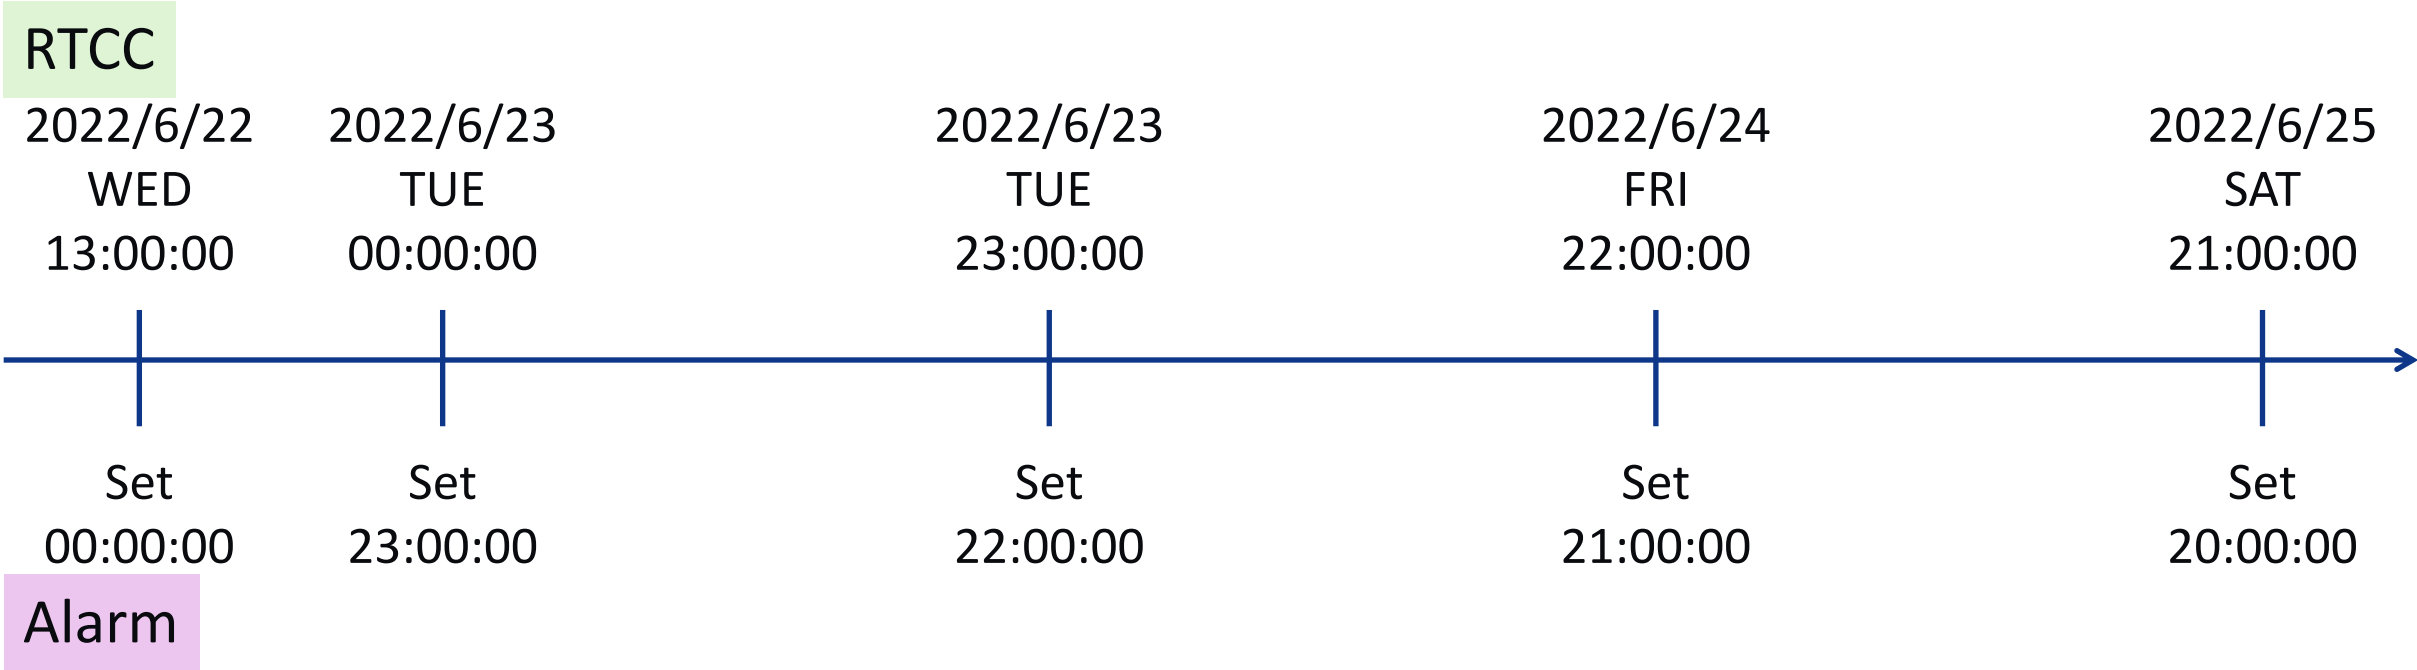 RTCC
2022/6/22 2022/6/23 2022/6/23 2022/6/24 2022/6/25
WED TUE TUE FRI SAT
13:00:00 00:00:00 23:00:00 22:00:00 21:00:00
Set Set Set Set Set
00:00:00 23:00:00 22:00:00 21:00:00 20:00:00
Alarm